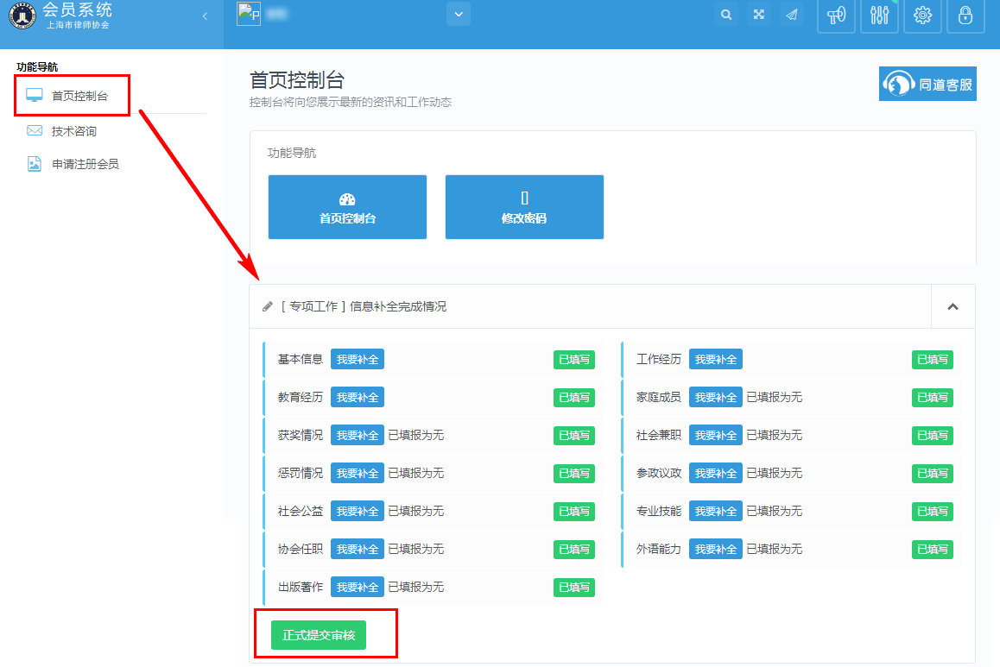 会员系统
上海市律师协会
功能导航
首页控制台
技术咨询
申请注册会员
首页控制台
控制台将向您展示最新的资讯和工作动态
同道客服
功能导航
首页控制台
修改密码
[ 专项工作 ] 信息补全完成情况
基本信息 我要补全 已填写
工作经历 我要补全 已填写
教育经历 我要补全 已填写
家庭成员 我要补全 已填报为无 已填写
获奖情况 我要补全 已填报为无 已填写
社会兼职 我要补全 已填报为无 已填写
惩罚情况 我要补全 已填报为无 已填写
参政议政 我要补全 已填报为无 已填写
社会公益 我要补全 已填报为无 已填写
专业技能 我要补全 已填报为无 已填写
协会任职 我要补全 已填报为无 已填写
外语能力 我要补全 已填报为无 已填写
出版著作 我要补全 已填报为无 已填写
正式提交审核